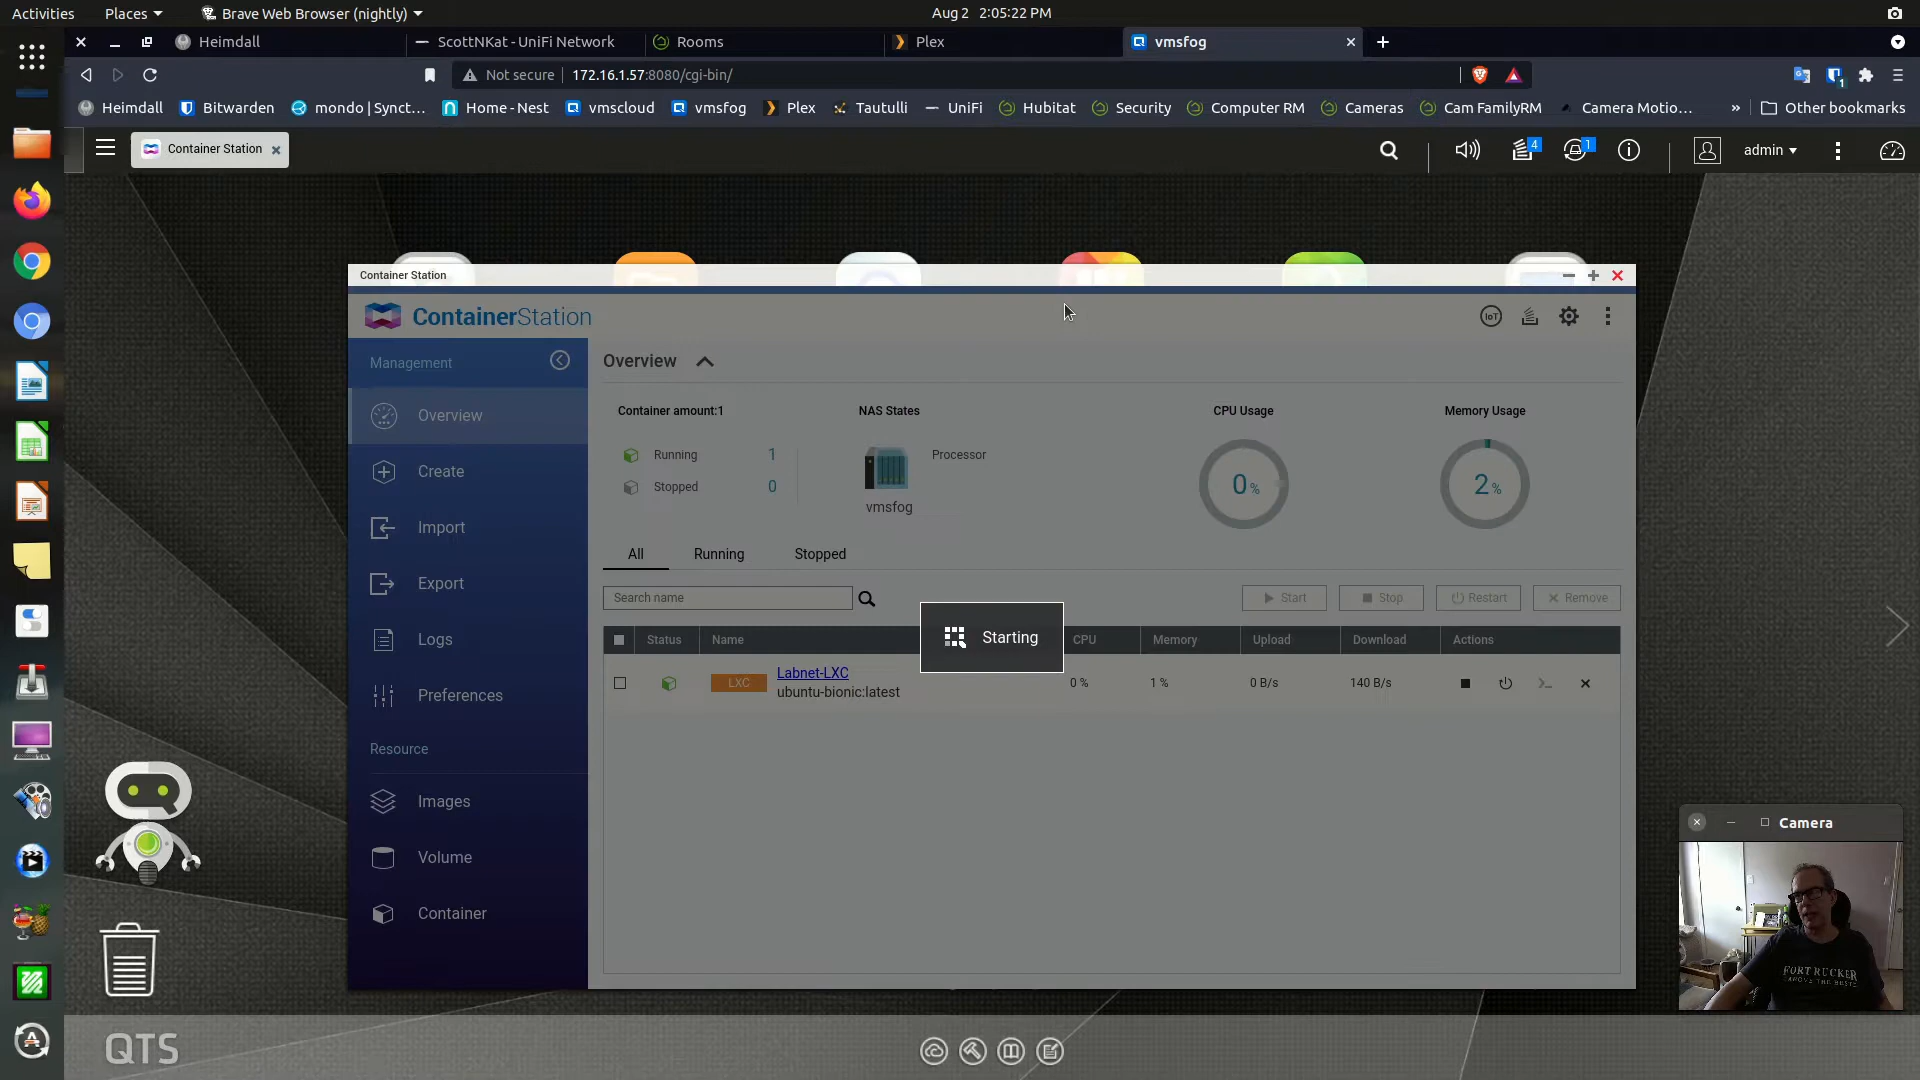 Activities
Places
Brave Web Browser (nightly)
Aug 2 2:05:22 PM
Heimdall
ScottNKat - UniFi Network
Rooms
Plex
vmsfog
Not secure
172.16.1.57:8080/cgi-bin/
1
Heimdall
Bitwarden
mondo | Synct...
Home - Nest
vmscloud
vmsfog
Plex
Tautulli
UniFi
Hubitat
Security
Computer RM
Cameras
Cam FamilyRM
Camera Motio...
»
Other bookmarks
Container Station
4
1
admin
Container Station
ContainerStation
IoT
Management
Overview
Create
Import
Export
Logs
Preferences
Resource
Images
Volume
Container
Overview
Container amount:1
NAS States
CPU Usage
Memory Usage
Running 1
Processor
Stopped 0
vmsfog
0 %
2 %
All
Running
Stopped
Search name
Start
Stop
Restart
Remove
Starting
Status
Name
CPU
Memory
Upload
Download
Actions
LXC
Labnet-LXC
ubuntu-bionic:latest
0 %
1 %
0 B/s
140 B/s
Camera
FORT RUCKER
QTS